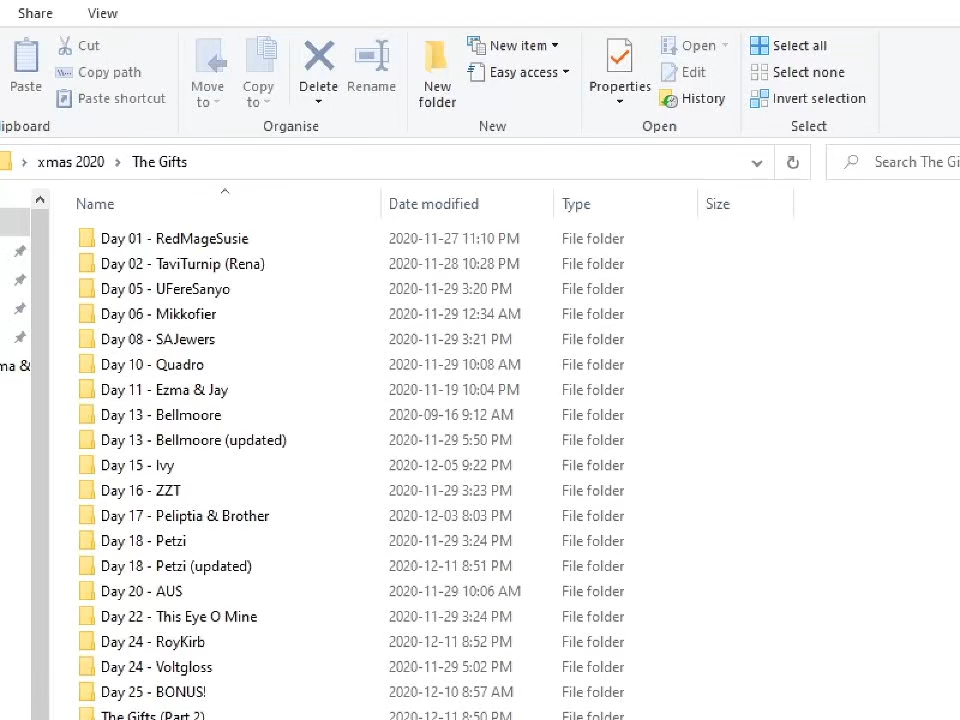 Share View
Cut
Copy path
Paste shortcut
Paste
ipboard
Move to
Copy to
Delete
Rename
Organise
New folder
New item
Easy access
New
Properties
Open
Edit
History
Open
Select all
Select none
Invert selection
Select
xmas 2020 › The Gifts
Search The Gi
ma &
Name Date modified Type Size
Day 01 - RedMageSusie 2020-11-27 11:10 PM File folder
Day 02 - TaviTurnip (Rena) 2020-11-28 10:28 PM File folder
Day 05 - UFereSanyo 2020-11-29 3:20 PM File folder
Day 06 - Mikkofier 2020-11-29 12:34 AM File folder
Day 08 - SAJewers 2020-11-29 3:21 PM File folder
Day 10 - Quadro 2020-11-29 10:08 AM File folder
Day 11 - Ezma & Jay 2020-11-19 10:04 PM File folder
Day 13 - Bellmoore 2020-09-16 9:12 AM File folder
Day 13 - Bellmoore (updated) 2020-11-29 5:50 PM File folder
Day 15 - Ivy 2020-12-05 9:22 PM File folder
Day 16 - ZZT 2020-11-29 3:23 PM File folder
Day 17 - Peliptia & Brother 2020-12-03 8:03 PM File folder
Day 18 - Petzi 2020-11-29 3:24 PM File folder
Day 18 - Petzi (updated) 2020-12-11 8:51 PM File folder
Day 20 - AUS 2020-11-29 10:06 AM File folder
Day 22 - This Eye O Mine 2020-11-29 3:24 PM File folder
Day 24 - RoyKirb 2020-12-11 8:52 PM File folder
Day 24 - Voltgloss 2020-11-29 5:02 PM File folder
Day 25 - BONUS! 2020-12-10 8:57 AM File folder
The Gifts (Part 2) 2020-12-11 8:50 PM File folder